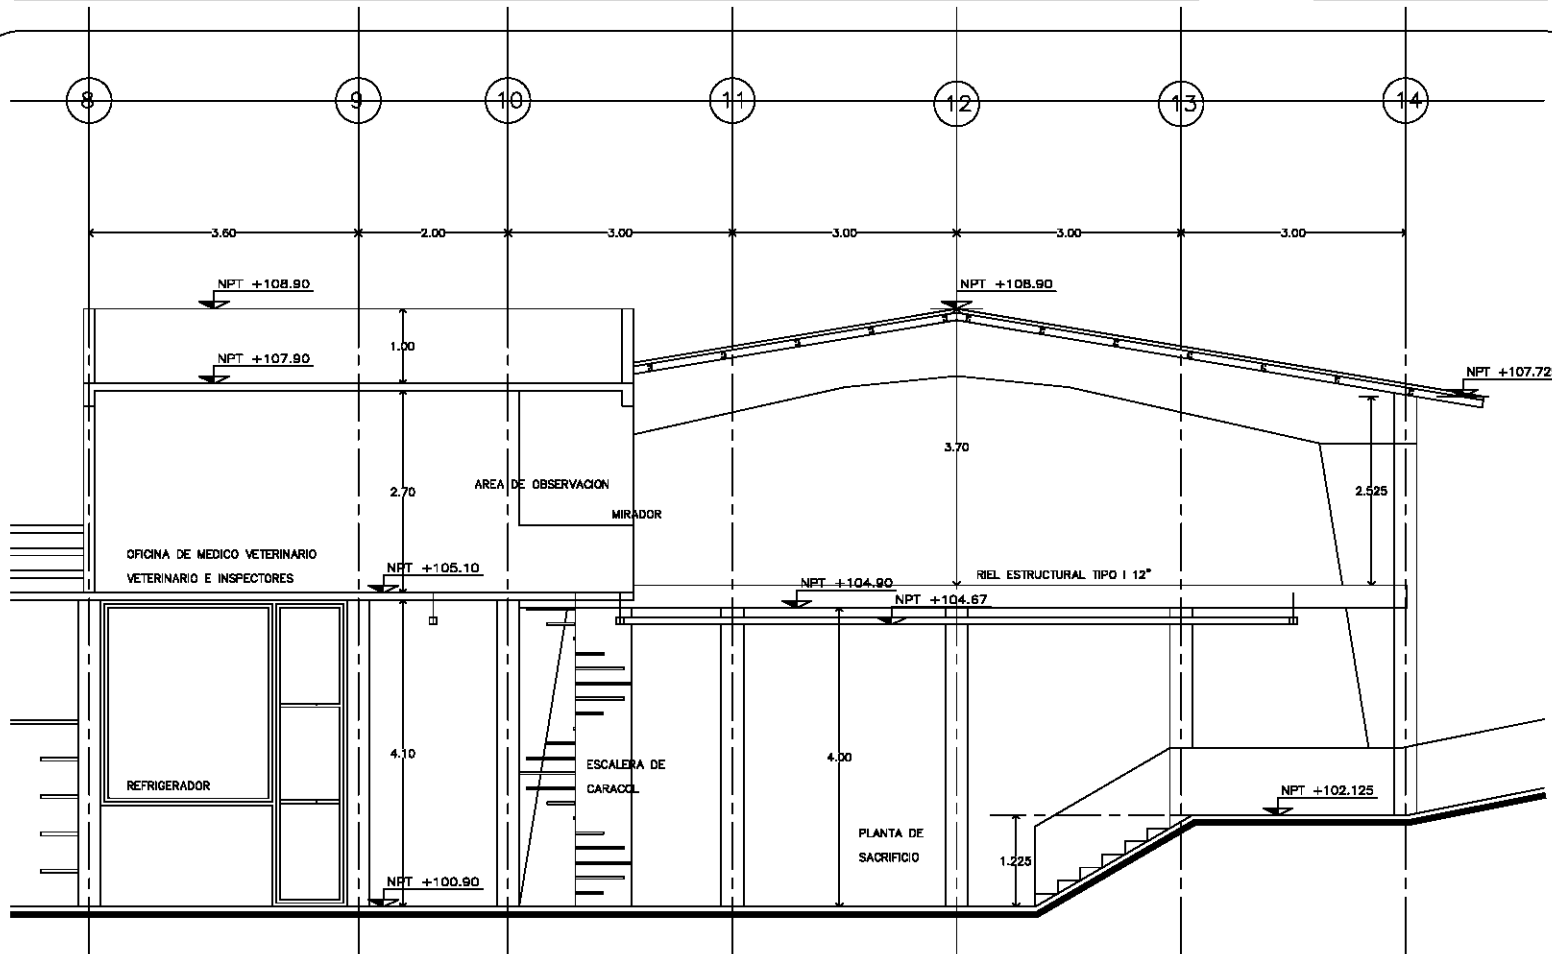 8 9 10 11 12 13 14
3.60 2.00 3.00 3.00 3.00 3.00
NPT +108.90 NPT +108.90
1.00
NPT +107.90
NPT +107.725
3.70
AREA DE OBSERVACION
2.70
2.525
MIRADOR
OFICINA DE MEDICO VETERINARIO
VETERINARIO E INSPECTORES
NPT +105.10
RIEL ESTRUCTURAL TIPO I 12"
NPT +104.90
NPT +104.67
4.10
4.00
ESCALERA DE
CARACOL
REFRIGERADOR
NPT +102.125
PLANTA DE
SACRIFICIO
1.225
NPT +100.90